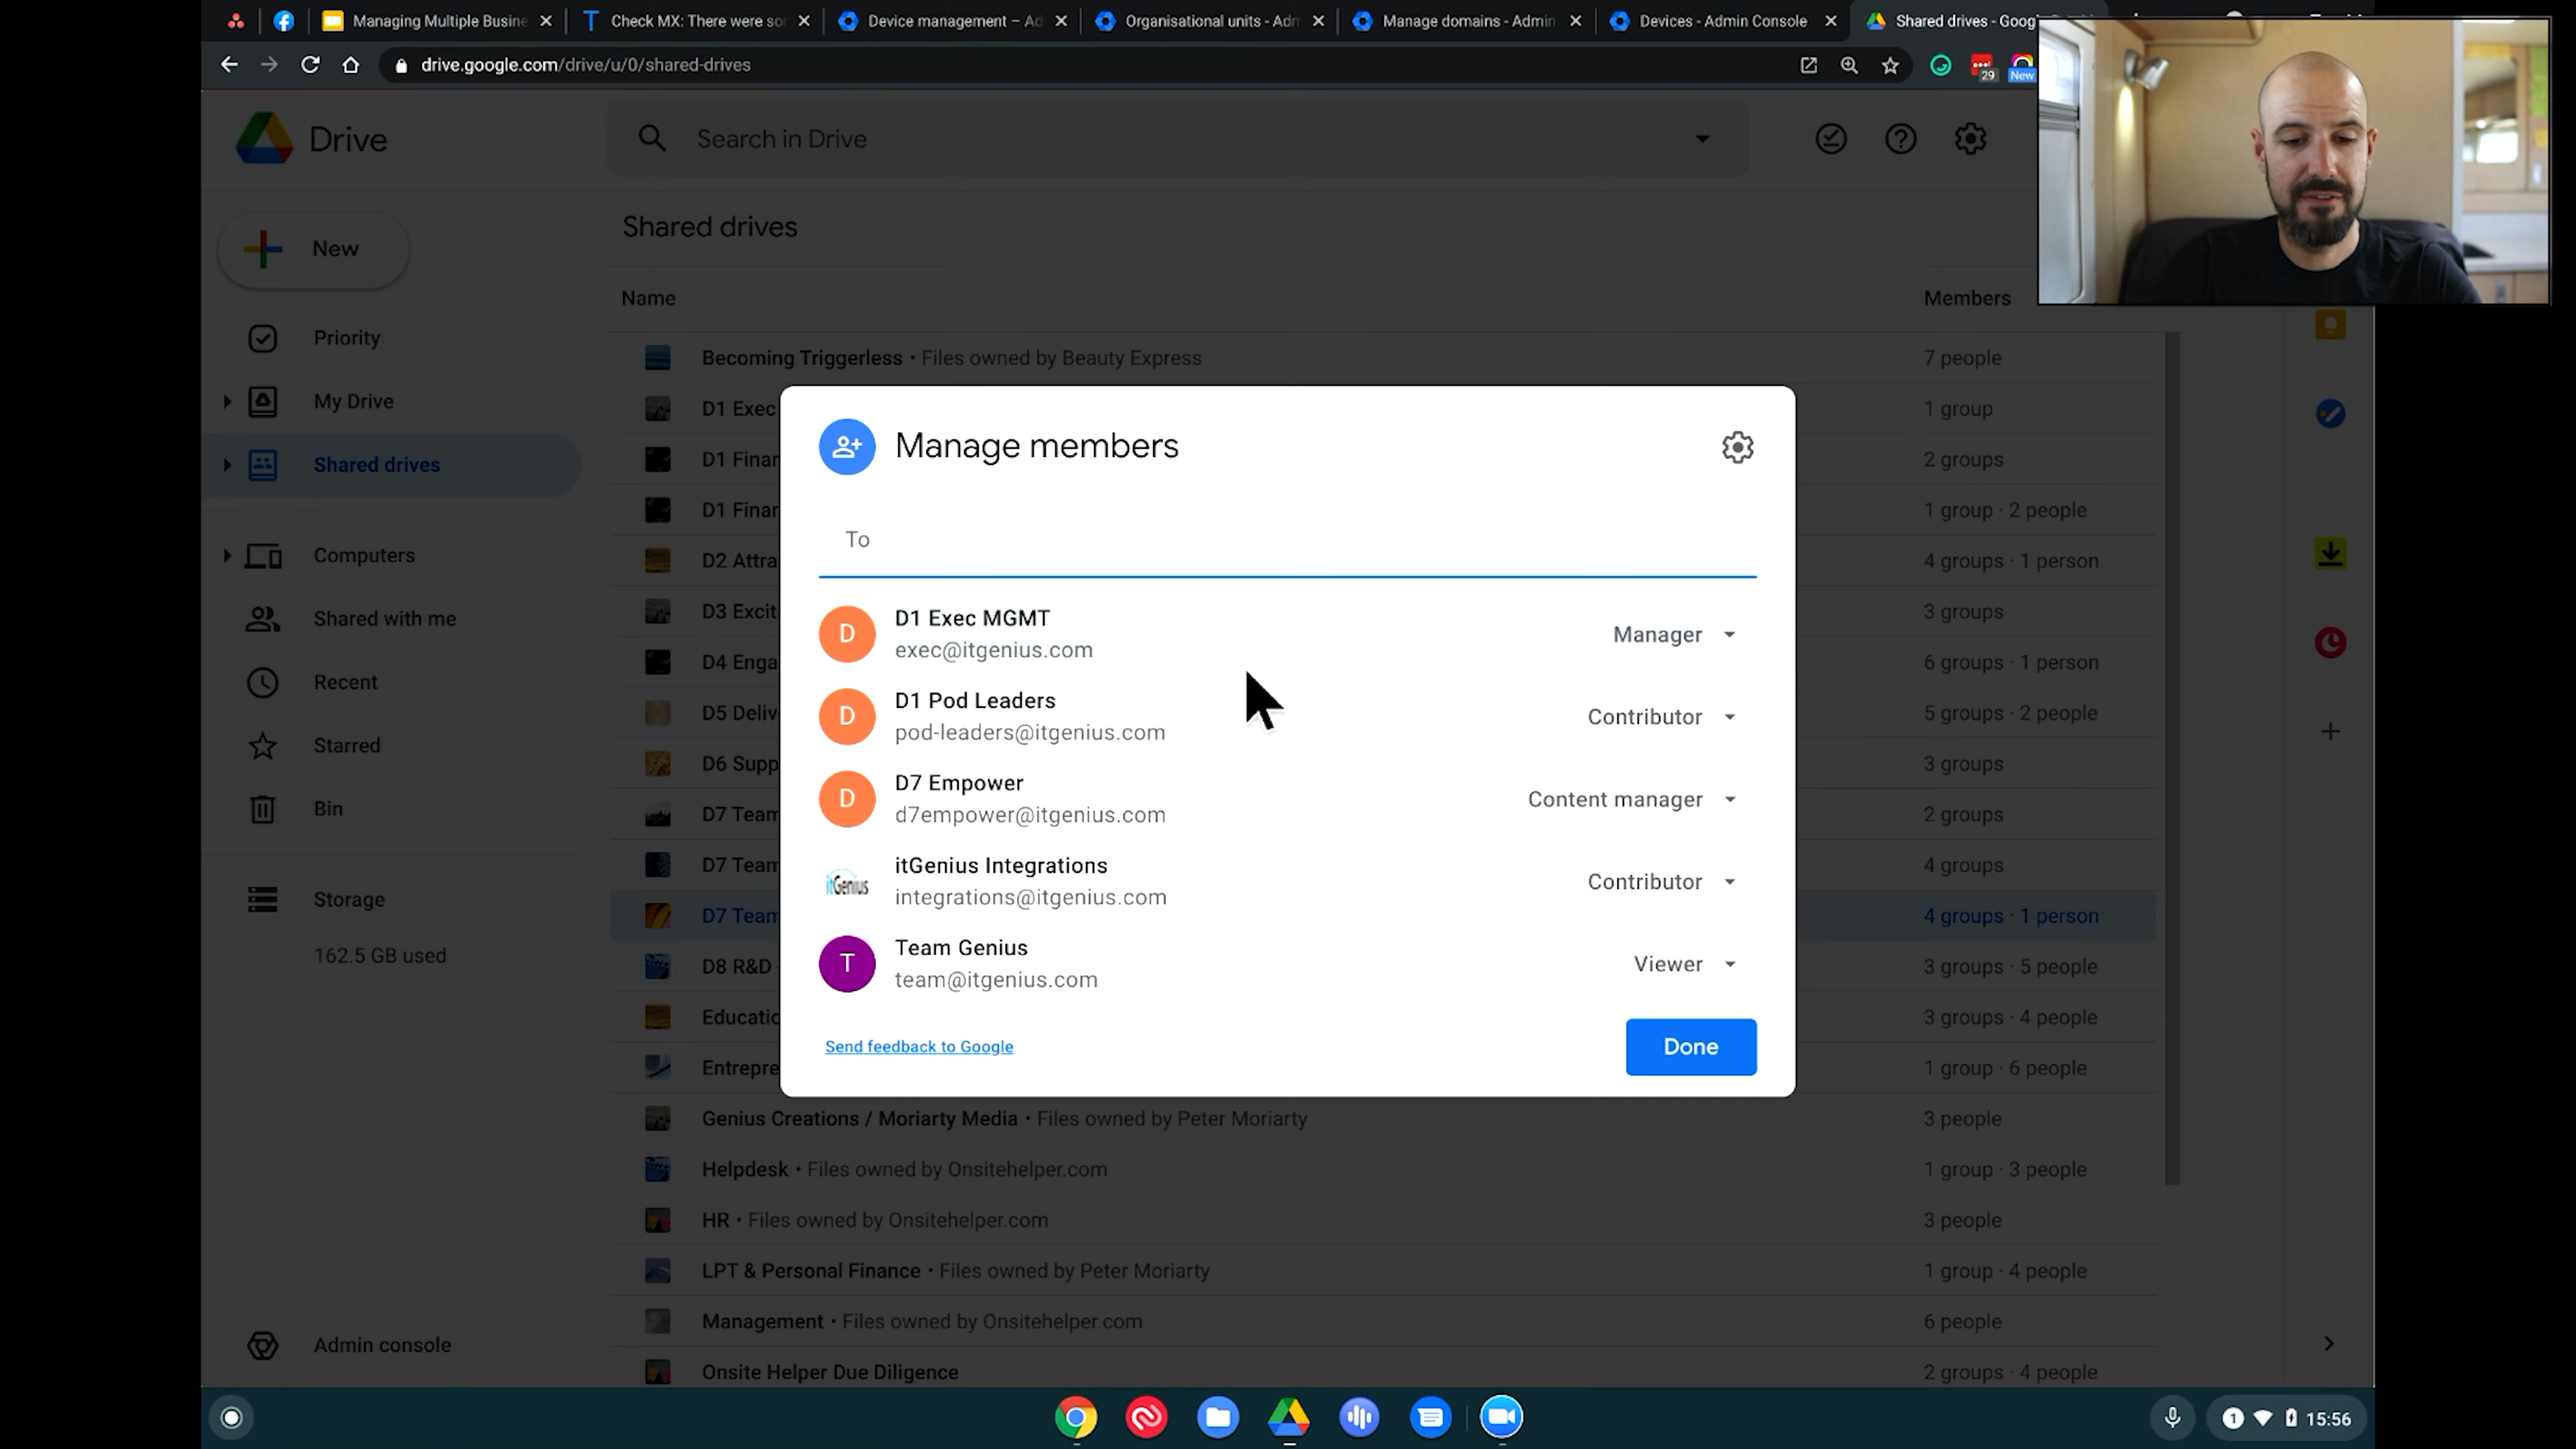 Managing Multiple Busine
Check MX: There were so
Device management – Ad
Organisational units - Adm
Manage domains - Admin
Devices - Admin Console
Shared drives - Goog
drive.google.com/drive/u/0/shared-drives
29
New
Drive
Search in Drive
New
Shared drives
Name
Members
Priority
My Drive
Shared drives
Computers
Shared with me
Recent
Starred
Bin
Storage
162.5 GB used
Admin console
Becoming Triggerless • Files owned by Beauty Express 7 people
D1 Exec 1 group
D1 Finan 2 groups
D1 Finan 1 group · 2 people
D2 Attra 4 groups · 1 person
D3 Excit 3 groups
D4 Enga 6 groups · 1 person
D5 Deliv 5 groups · 2 people
D6 Supp 3 groups
D7 Team 2 groups
D7 Team 4 groups
D7 Team 4 groups · 1 person
D8 R&D 3 groups · 5 people
Educatio 3 groups · 4 people
Entrepre 1 group · 6 people
Genius Creations / Moriarty Media • Files owned by Peter Moriarty 3 people
Helpdesk • Files owned by Onsitehelper.com 1 group · 3 people
HR • Files owned by Onsitehelper.com 3 people
LPT & Personal Finance • Files owned by Peter Moriarty 1 group · 4 people
Management • Files owned by Onsitehelper.com 6 people
Onsite Helper Due Diligence 2 groups · 4 people
Manage members
To
D
D1 Exec MGMT
exec@itgenius.com
Manager
D
D1 Pod Leaders
pod-leaders@itgenius.com
Contributor
D
D7 Empower
d7empower@itgenius.com
Content manager
itGenius
itGenius Integrations
integrations@itgenius.com
Contributor
T
Team Genius
team@itgenius.com
Viewer
Send feedback to Google
Done
1
15:56